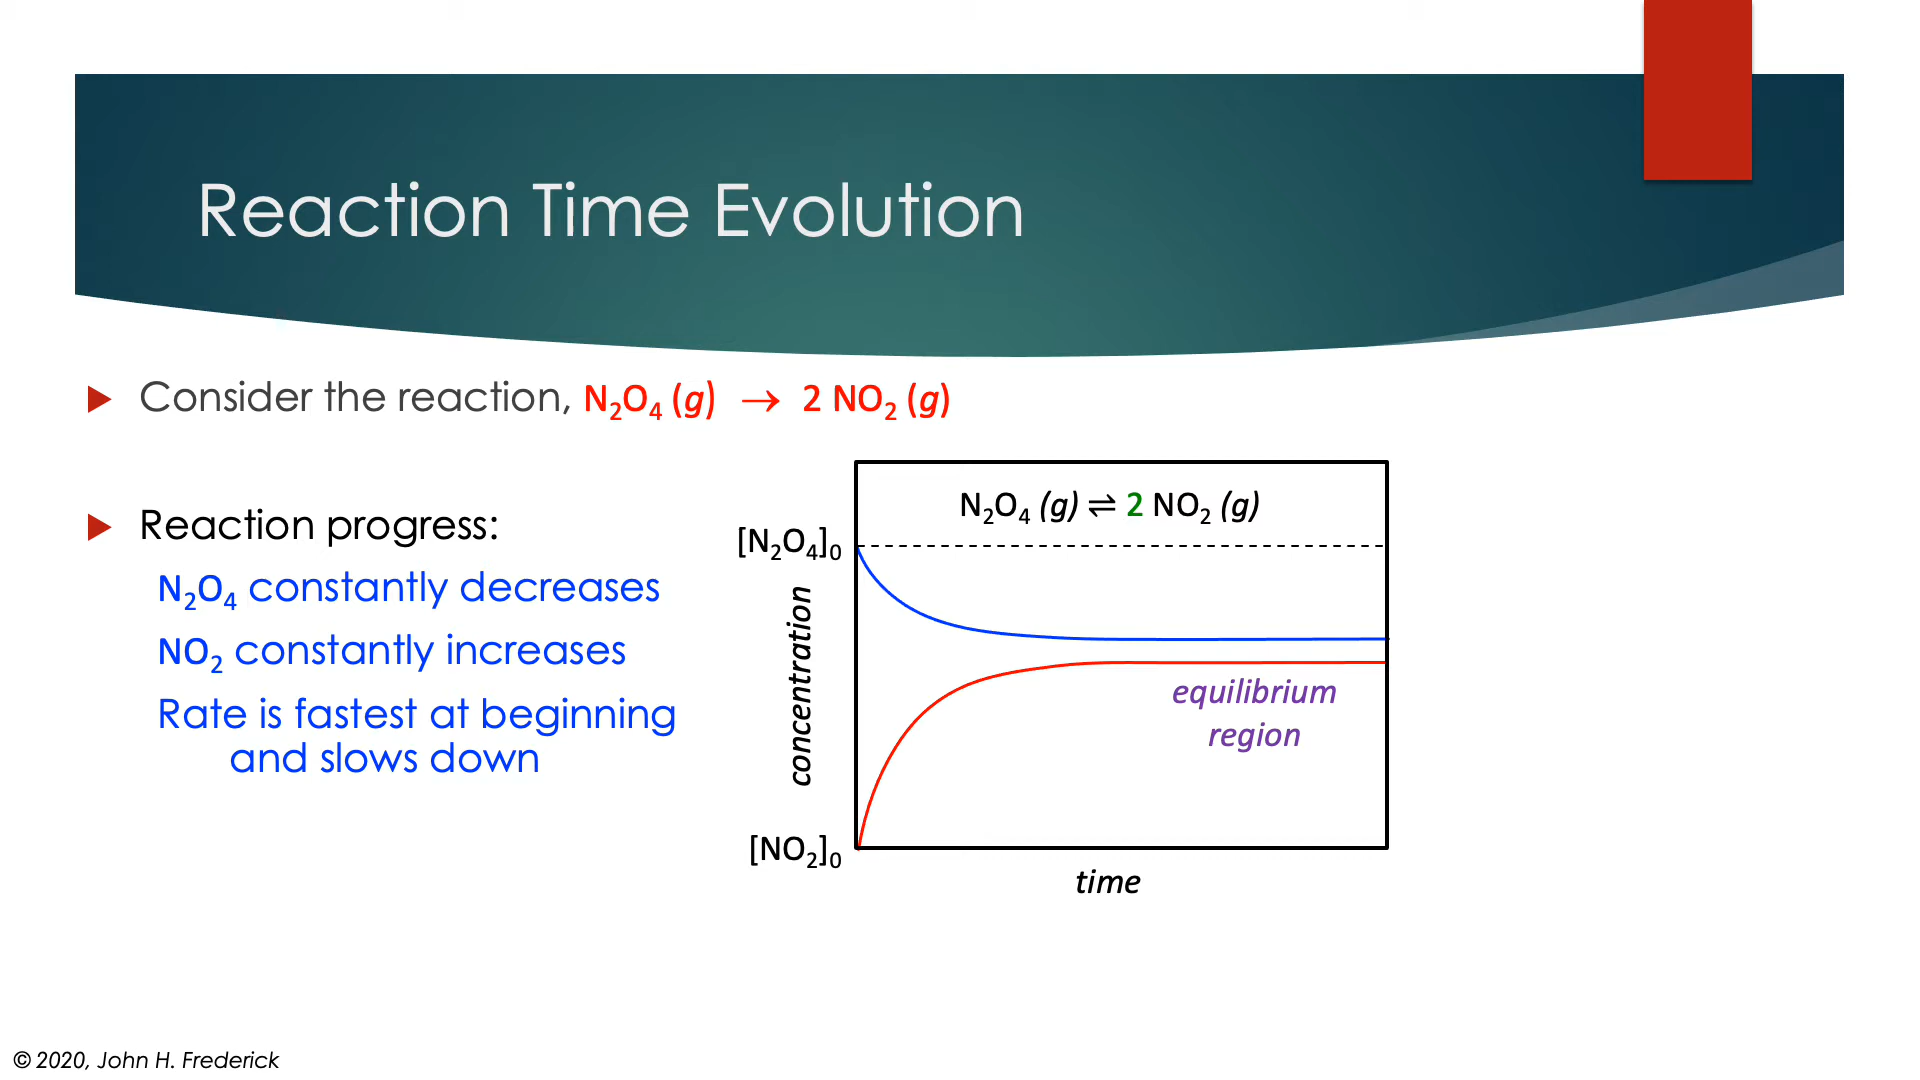 Reaction Time Evolution
Consider the reaction, N₂O₄ (g) → 2 NO₂ (g)
Reaction progress:
N₂O₄ constantly decreases
NO₂ constantly increases
Rate is fastest at beginning
and slows down
N₂O₄ (g) ⇌ 2 NO₂ (g)
[N₂O₄]₀
concentration
equilibrium
region
[NO₂]₀
time
© 2020, John H. Frederick